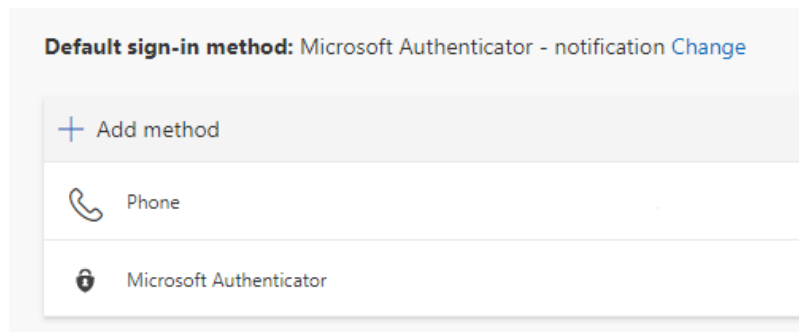 Default sign-in method: Microsoft Authenticator - notification Change
Add method
Phone
Microsoft Authenticator